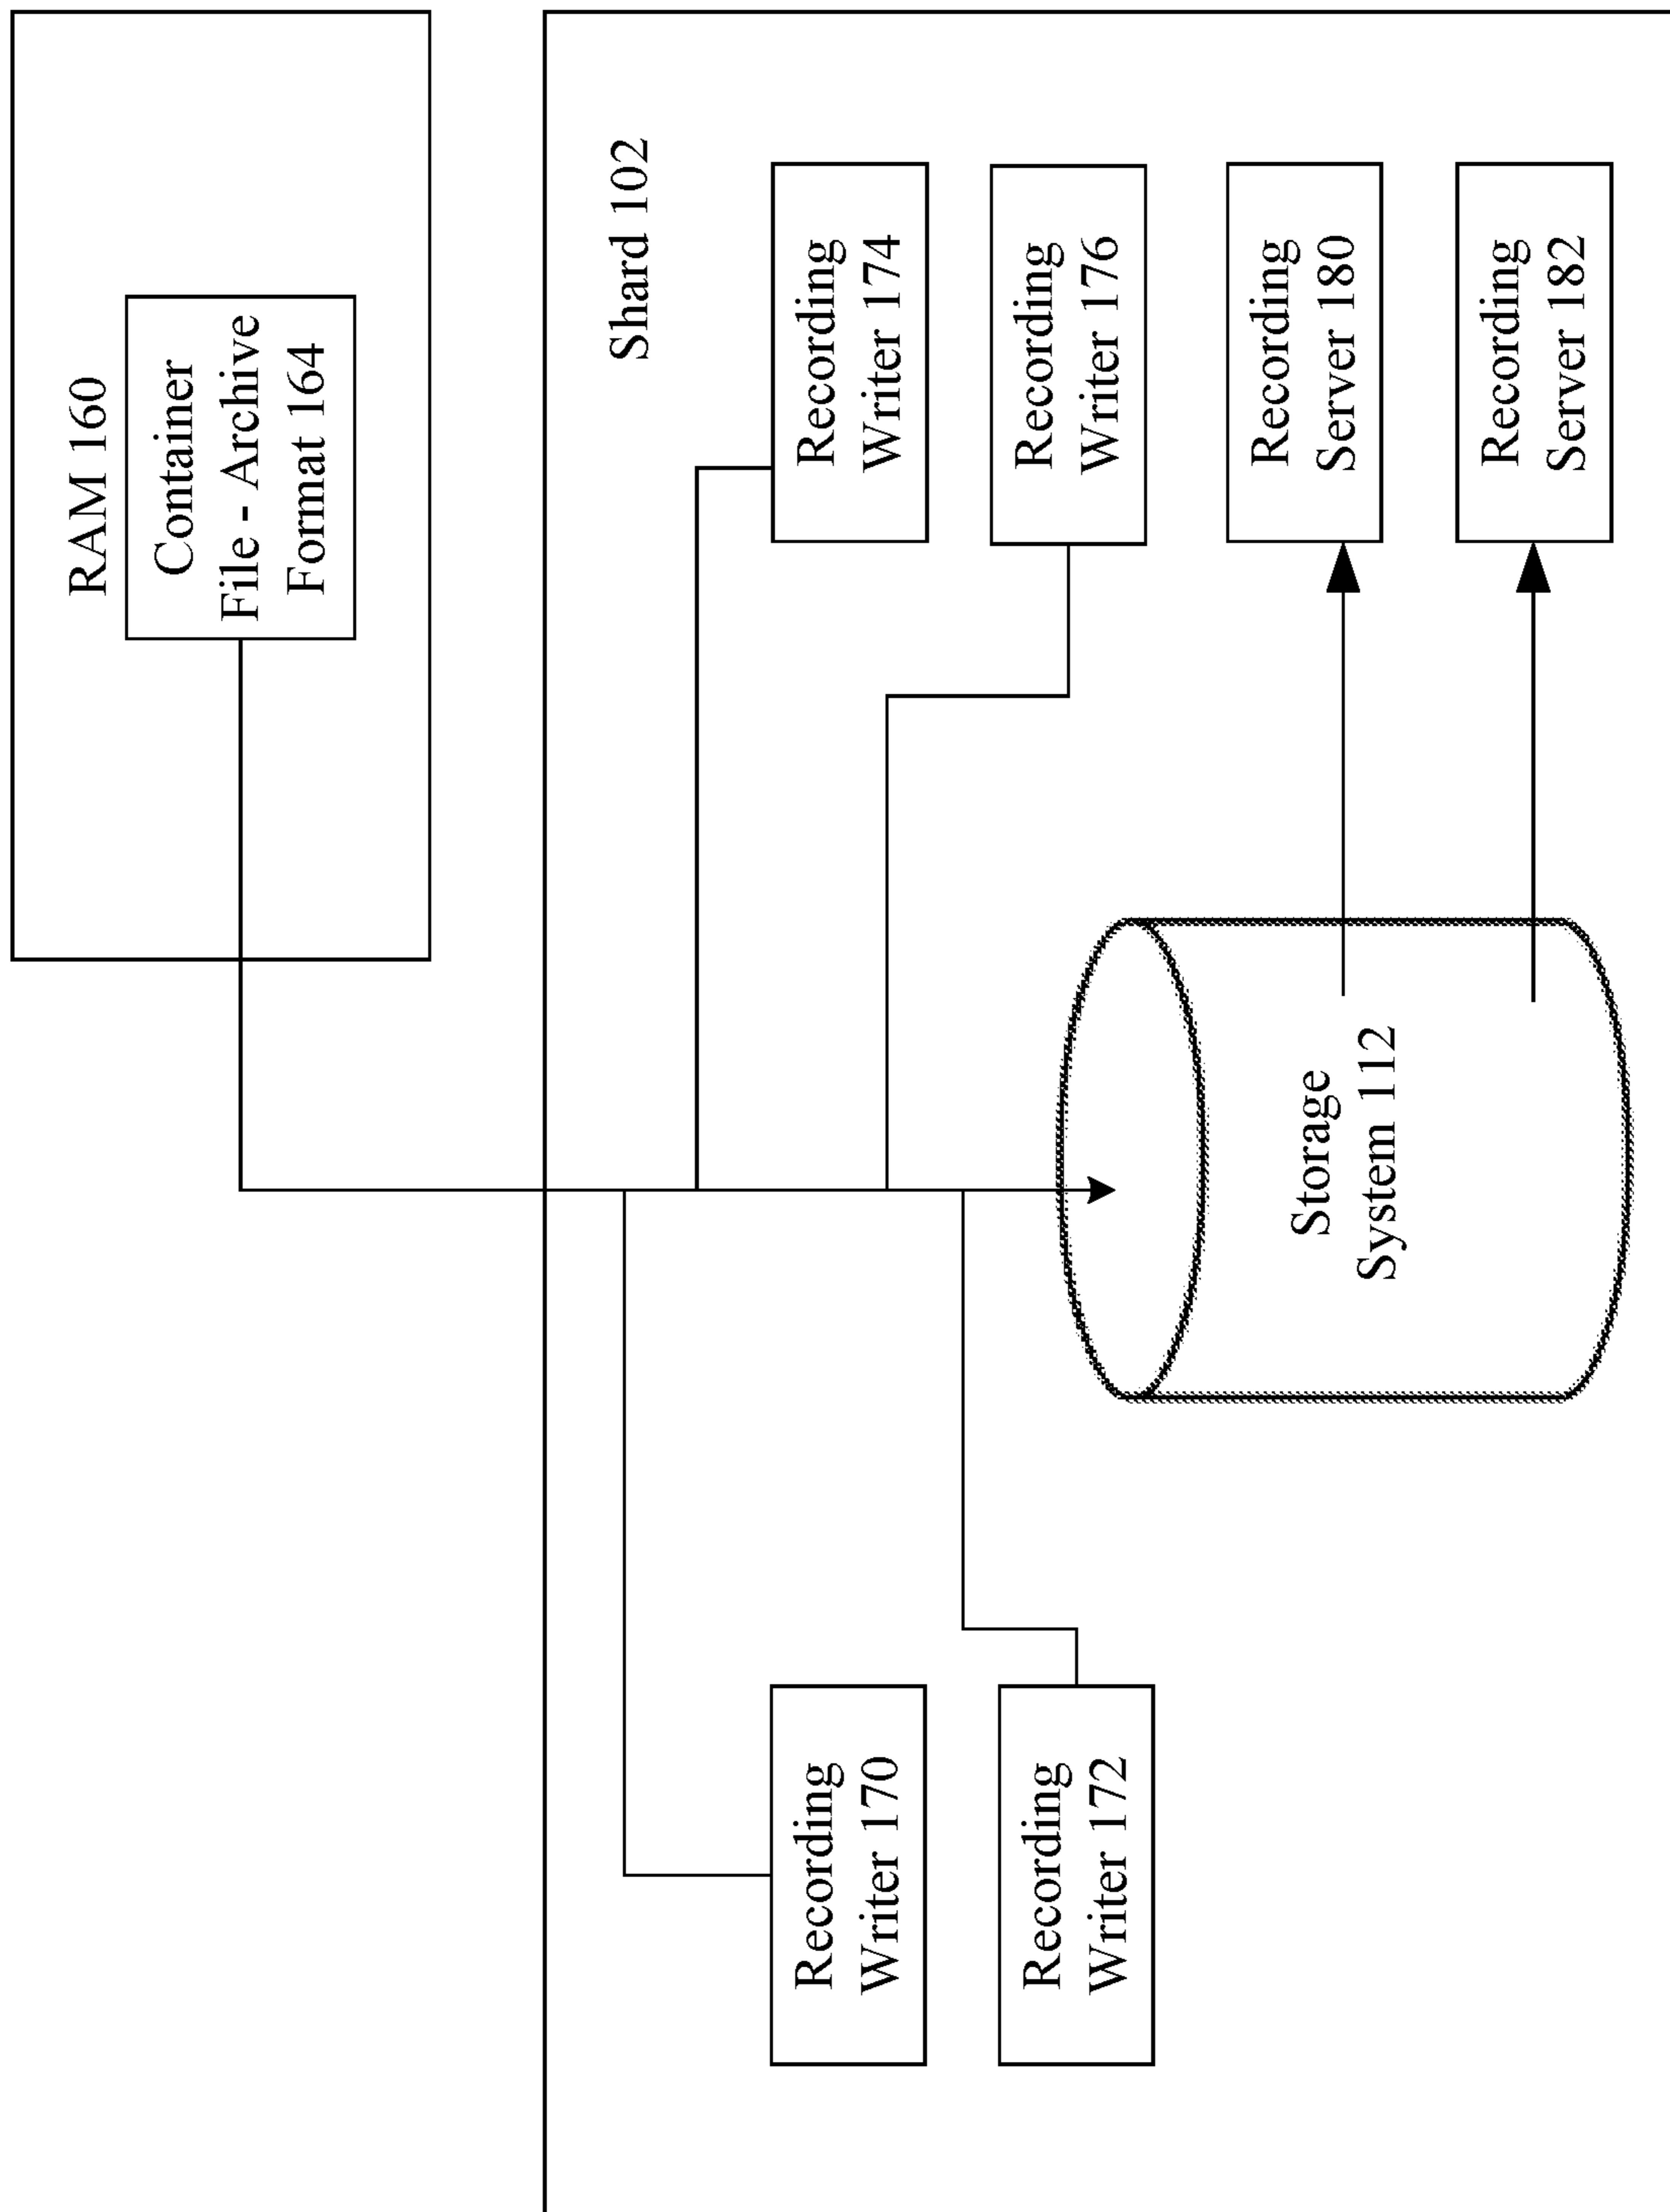 RAM 160
Container
File - Archive
Format 164
Shard 102
Recording
Writer 170
Recording
Writer 174
Recording
Writer 172
Recording
Writer 176
Storage
System 112
Recording
Server 180
Recording
Server 182